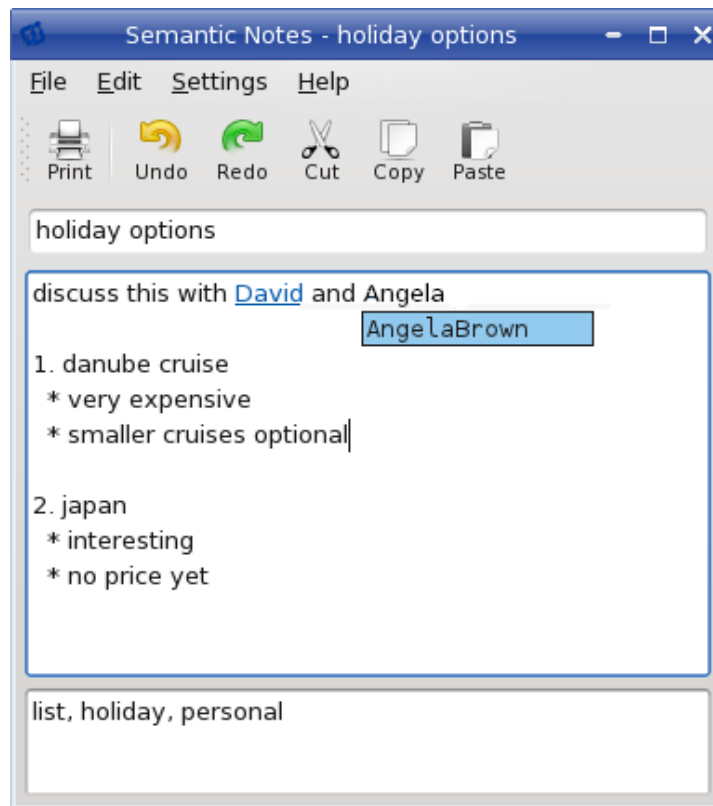 Semantic Notes - holiday options
File Edit Settings Help
Print Undo Redo Cut Copy Paste
holiday options
discuss this with David and Angela
AngelaBrown
1. danube cruise
* very expensive
* smaller cruises optional
2. japan
* interesting
* no price yet
list, holiday, personal